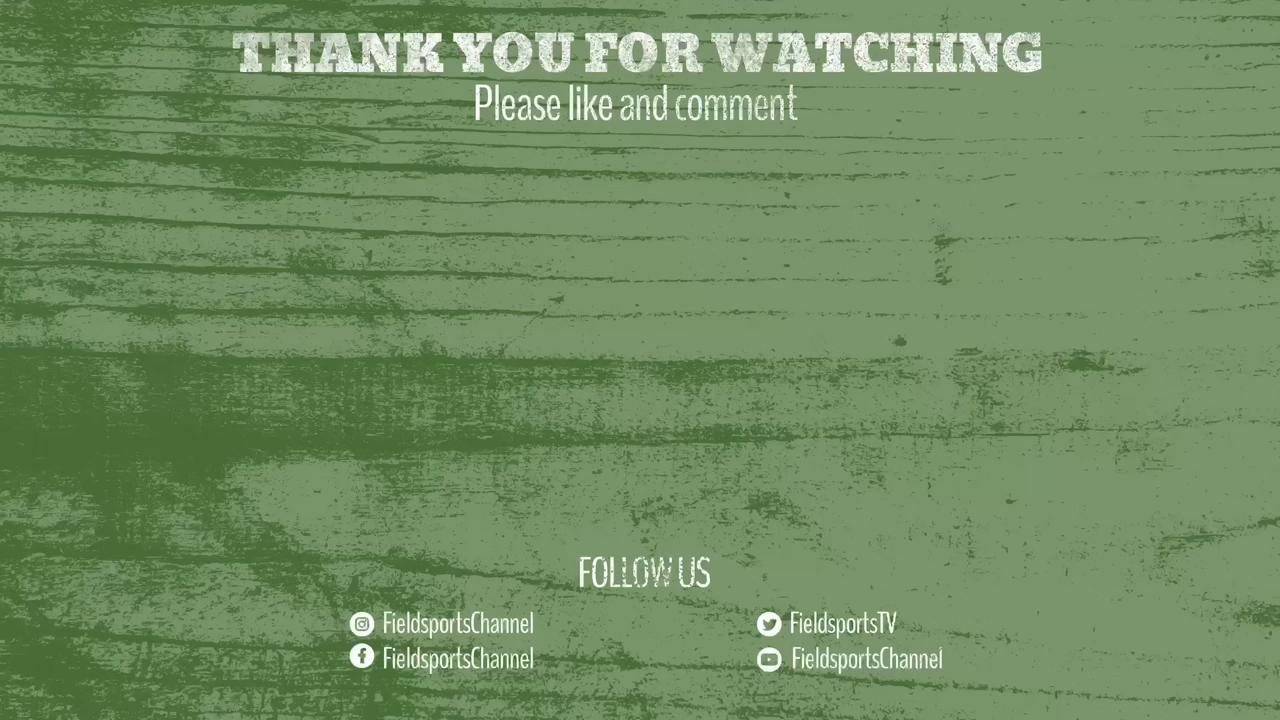 THANK YOU FOR WATCHING
Please like and comment
FOLLOW US
FieldsportsChannel
FieldsportsTV
FieldsportsChannel
FieldsportsChannel